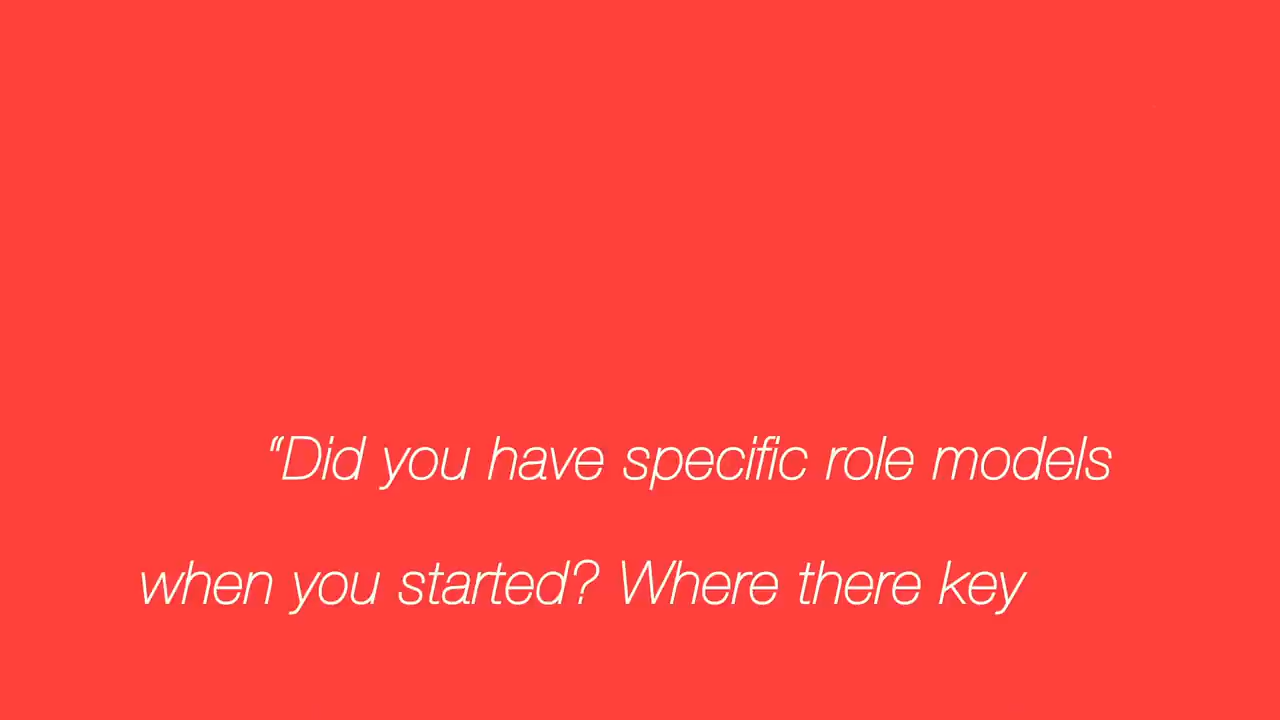 “Did you have specific role models
when you started? Where there key